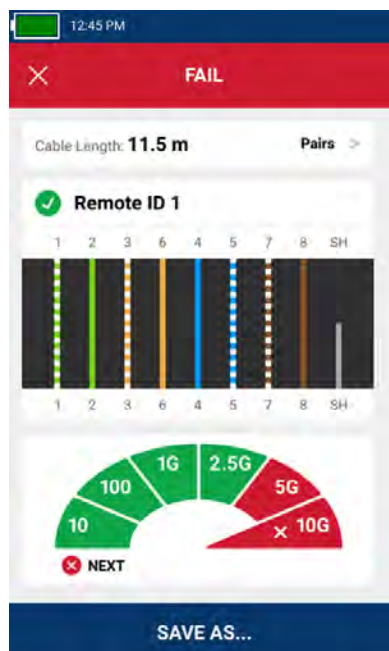 12:45 PM
FAIL
Cable Length: 11.5 m Pairs >
Remote ID 1
1 2 3 6 4 5 7 8 SH
1 2 3 6 4 5 7 8 SH
10 100 1G 2.5G 5G 10G
NEXT
SAVE AS...